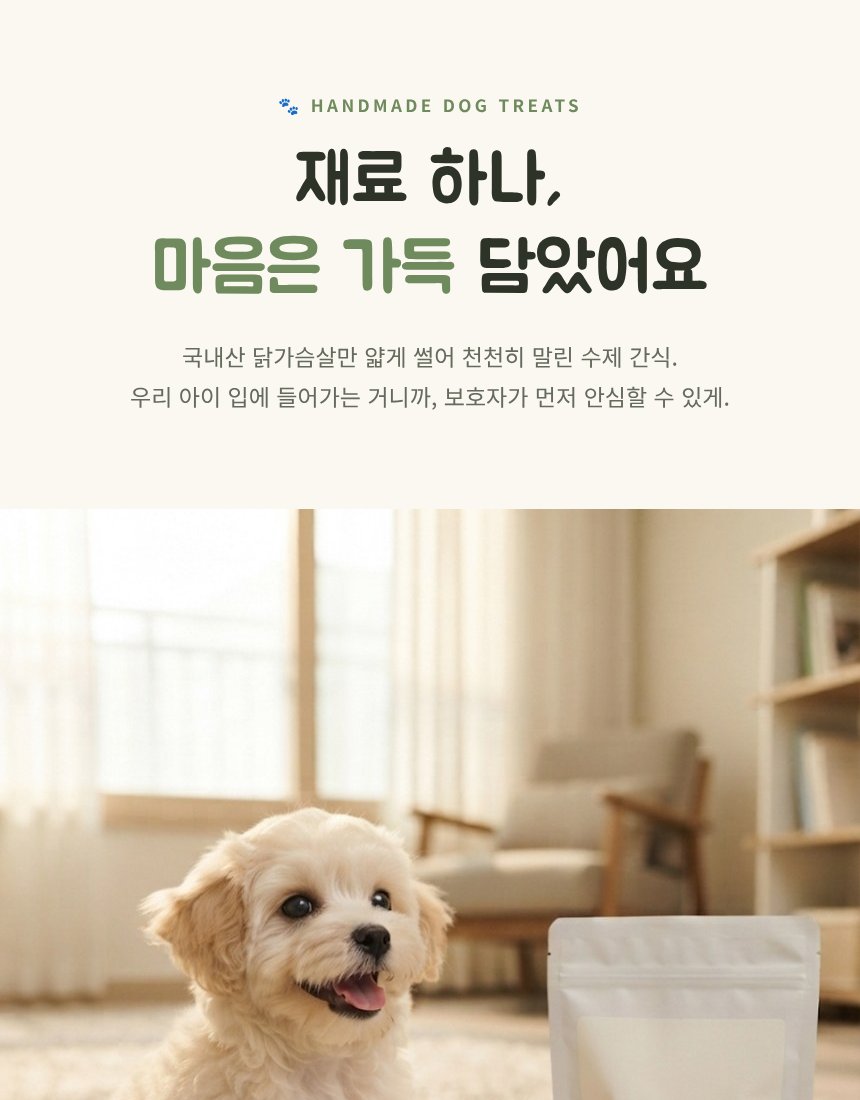 🐾 HANDMADE DOG TREATS
재료 하나,
마음은 가득 담았어요
국내산 닭가슴살만 얇게 썰어 천천히 말린 수제 간식.
우리 아이 입에 들어가는 거니까, 보호자가 먼저 안심할 수 있게.